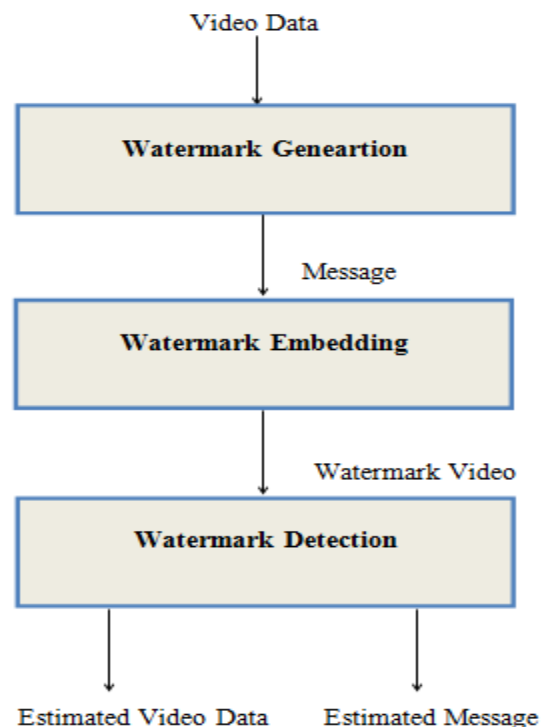 Video Data
Watermark Geneartion
Message
Watermark Embedding
Watermark Video
Watermark Detection
Estimated Video Data
Estimated Message